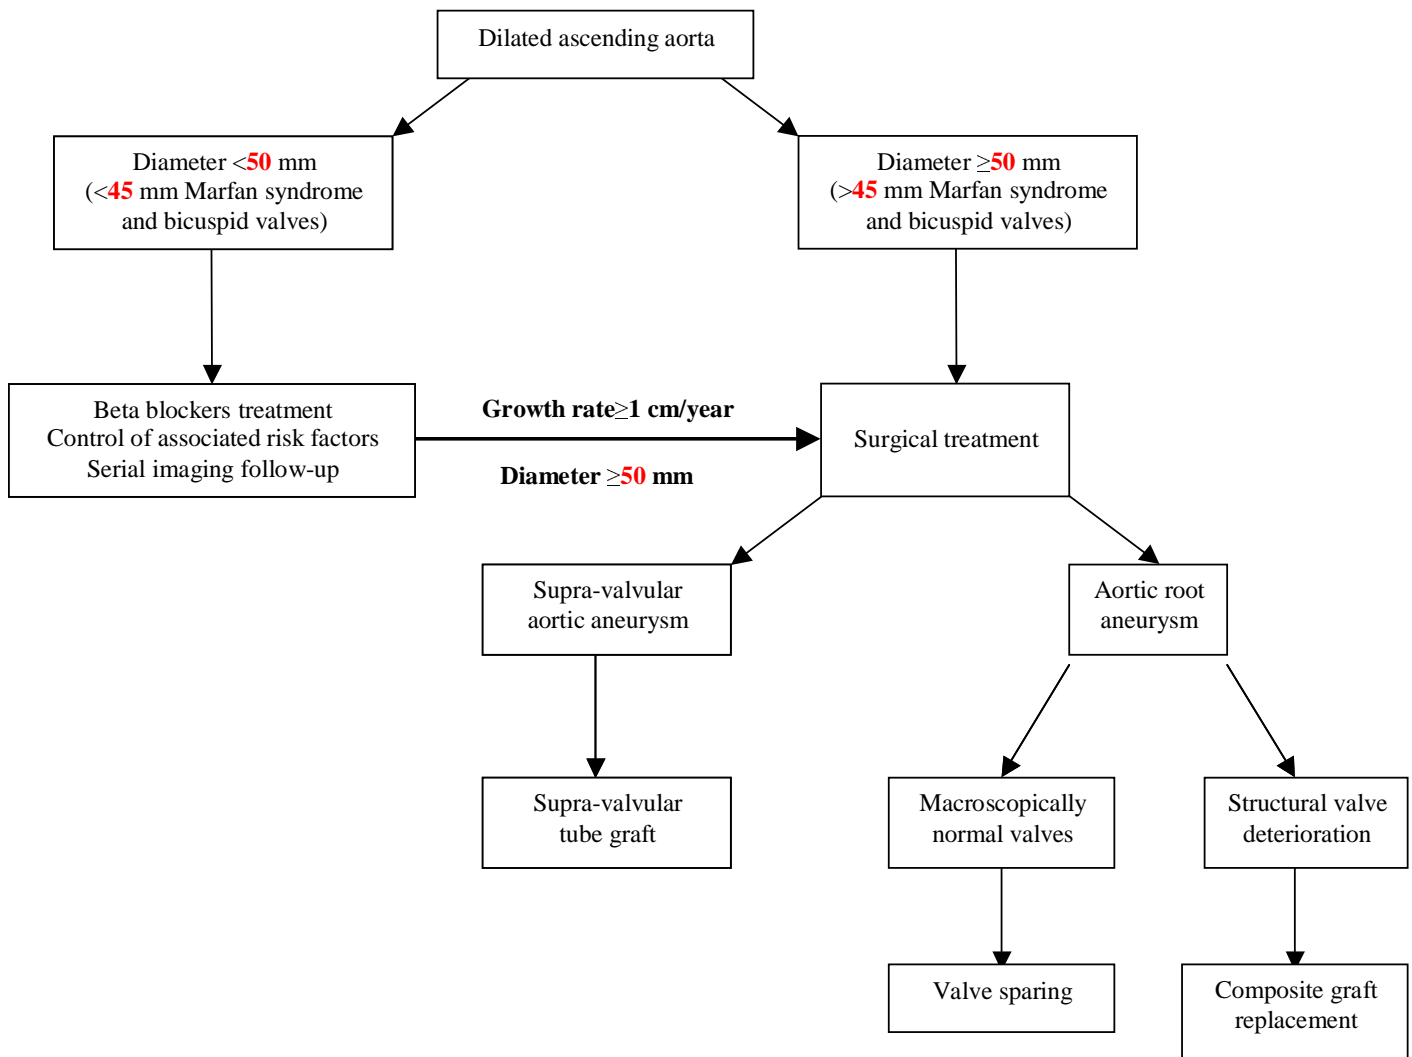 Dilated ascending aorta
Diameter <50 mm
(<45 mm Marfan syndrome
and bicuspid valves)
Diameter ≥50 mm
(>45 mm Marfan syndrome
and bicuspid valves)
Beta blockers treatment
Control of associated risk factors
Serial imaging follow-up
Growth rate≥1 cm/year
Diameter ≥50 mm
Surgical treatment
Supra-valvular
aortic aneurysm
Aortic root
aneurysm
Supra-valvular
tube graft
Macroscopically
normal valves
Structural valve
deterioration
Valve sparing
Composite graft
replacement